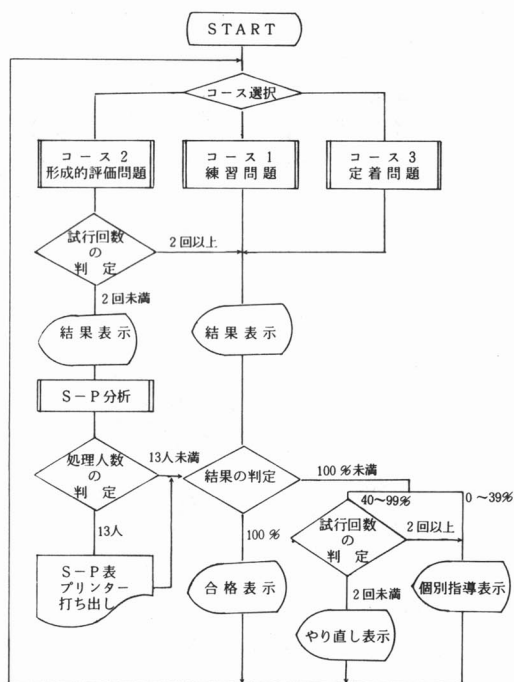 START
コース選択
コース 2
形成的評価問題
コース 1
練習問題
コース 3
定着問題
試行回数
の
判定
2回以上
2回未満
結果表示
結果表示
S－P分析
処理人数
の
判定
13人未満
結果の判定
100%未満
40～99%
0～39%
13人
100%
試行回数
の
判定
2回以上
S－P表
プリンター
打ち出し
合格表示
2回未満
個別指導表示
やり直し表示